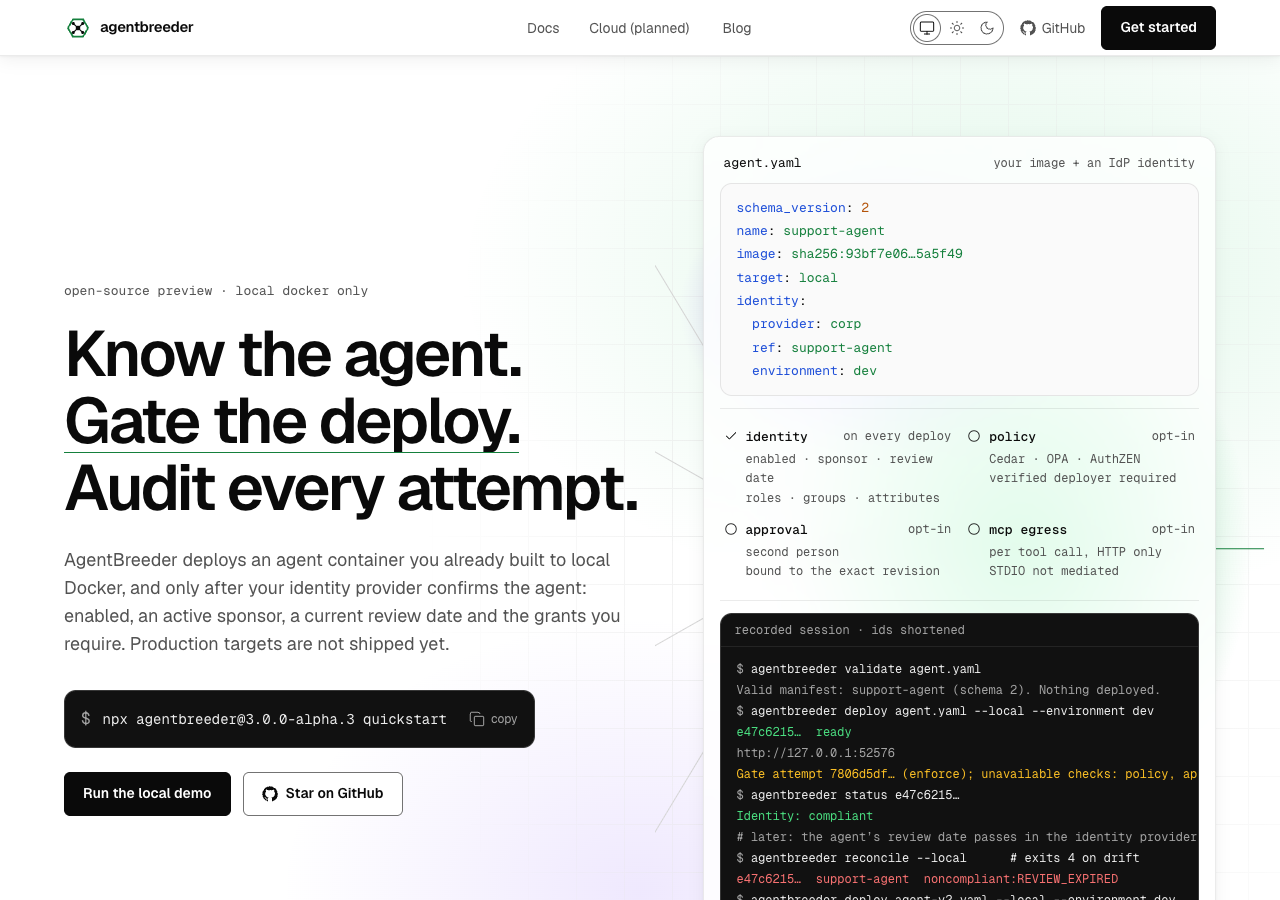 agentbreeder
Docs
Cloud (planned)
Blog
GitHub
Get started
open-source preview · local docker only
Know the agent.
Gate the deploy.
Audit every attempt.
AgentBreeder deploys an agent container you already built to local
Docker, and only after your identity provider confirms the agent:
enabled, an active sponsor, a current review date and the grants you
require. Production targets are not shipped yet.
$ npx agentbreeder@3.0.0-alpha.3 quickstart
copy
Run the local demo
Star on GitHub
agent.yaml
your image + an IdP identity
schema_version: 2
name: support-agent
image: sha256:93bf7e06…5a5f49
target: local
identity:
provider: corp
ref: support-agent
environment: dev
identity
on every deploy
enabled · sponsor · review
date
roles · groups · attributes
policy
opt-in
Cedar · OPA · AuthZEN
verified deployer required
approval
opt-in
second person
bound to the exact revision
mcp egress
opt-in
per tool call, HTTP only
STDIO not mediated
recorded session · ids shortened
$ agentbreeder validate agent.yaml
Valid manifest: support-agent (schema 2). Nothing deployed.
$ agentbreeder deploy agent.yaml --local --environment dev
e47c6215… ready
http://127.0.0.1:52576
Gate attempt 7806d5df… (enforce); unavailable checks: policy, ap
$ agentbreeder status e47c6215…
Identity: compliant
# later: the agent's review date passes in the identity provider
$ agentbreeder reconcile --local # exits 4 on drift
e47c6215… support-agent noncompliant:REVIEW_EXPIRED
$ agentbreeder deploy agent-v2.yaml --local --environment dev